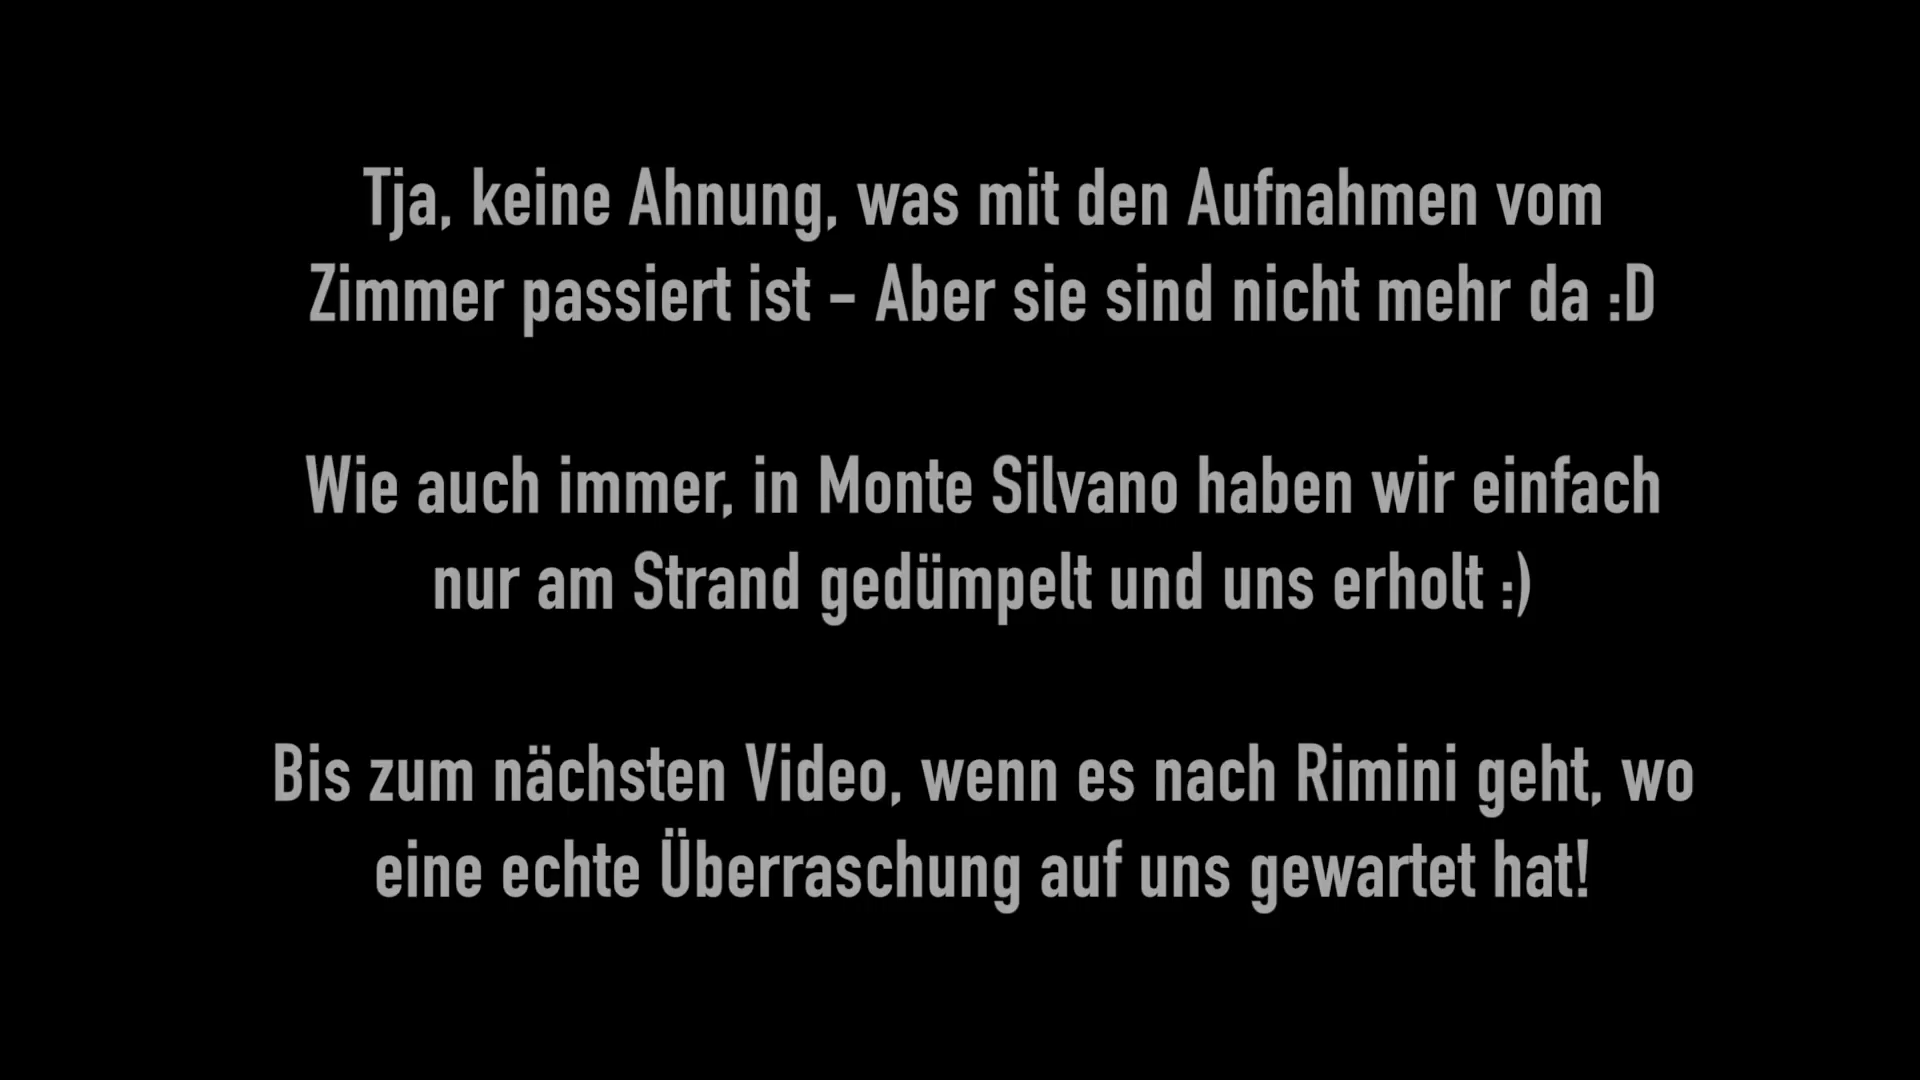 Tja, keine Ahnung, was mit den Aufnahmen vom
Zimmer passiert ist – Aber sie sind nicht mehr da :D
Wie auch immer, in Monte Silvano haben wir einfach
nur am Strand gedümpelt und uns erholt :)
Bis zum nächsten Video, wenn es nach Rimini geht, wo
eine echte Überraschung auf uns gewartet hat!